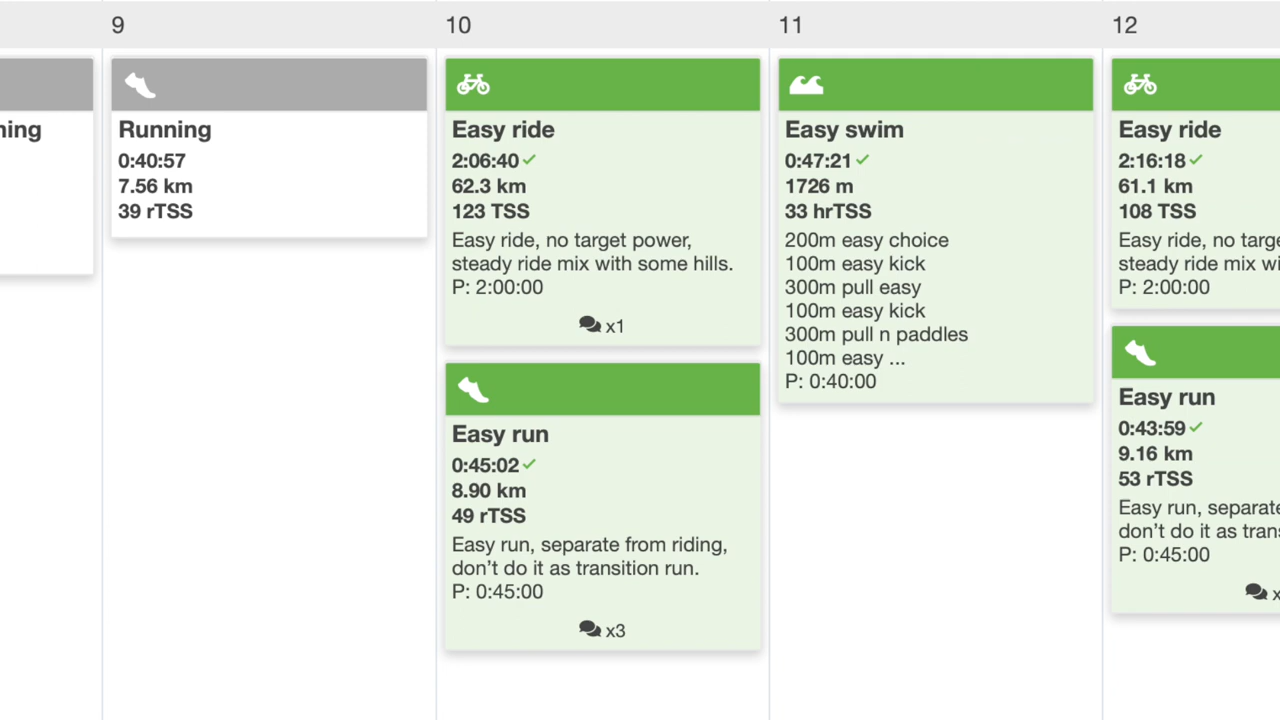 9
10
11
12
ning
Running
0:40:57
7.56 km
39 rTSS
Easy ride
2:06:40
62.3 km
123 TSS
Easy ride, no target power,
steady ride mix with some hills.
P: 2:00:00
x1
Easy run
0:45:02
8.90 km
49 rTSS
Easy run, separate from riding,
don't do it as transition run.
P: 0:45:00
x3
Easy swim
0:47:21
1726 m
33 hrTSS
200m easy choice
100m easy kick
300m pull easy
100m easy kick
300m pull n paddles
100m easy ...
P: 0:40:00
Easy ride
2:16:18
61.1 km
108 TSS
Easy ride, no targe
steady ride mix wi
P: 2:00:00
Easy run
0:43:59
9.16 km
53 rTSS
Easy run, separate
don't do it as trans
P: 0:45:00
x